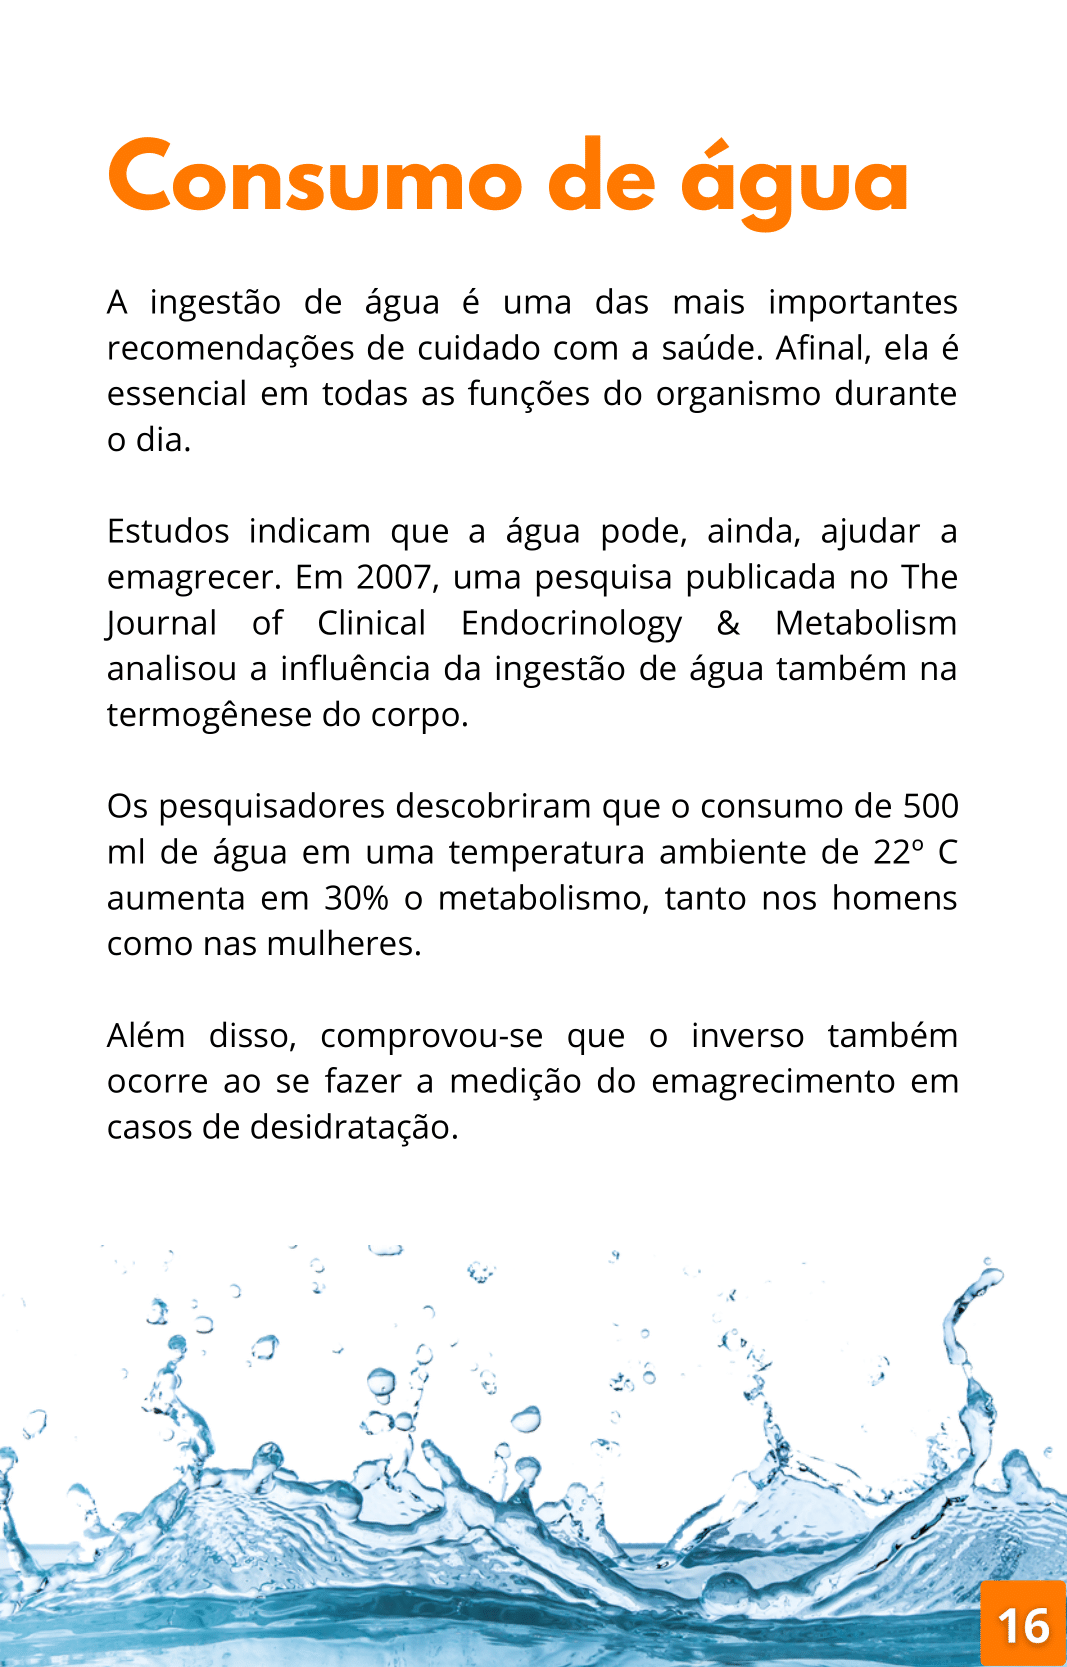 Consumo de água
A ingestão de água é uma das mais importantes
recomendações de cuidado com a saúde. Afinal, ela é
essencial em todas as funções do organismo durante
o dia.
Estudos indicam que a água pode, ainda, ajudar a
emagrecer. Em 2007, uma pesquisa publicada no The
Journal of Clinical Endocrinology & Metabolism
analisou a influência da ingestão de água também na
termogênese do corpo.
Os pesquisadores descobriram que o consumo de 500
ml de água em uma temperatura ambiente de 22º C
aumenta em 30% o metabolismo, tanto nos homens
como nas mulheres.
Além disso, comprovou-se que o inverso também
ocorre ao se fazer a medição do emagrecimento em
casos de desidratação.
16